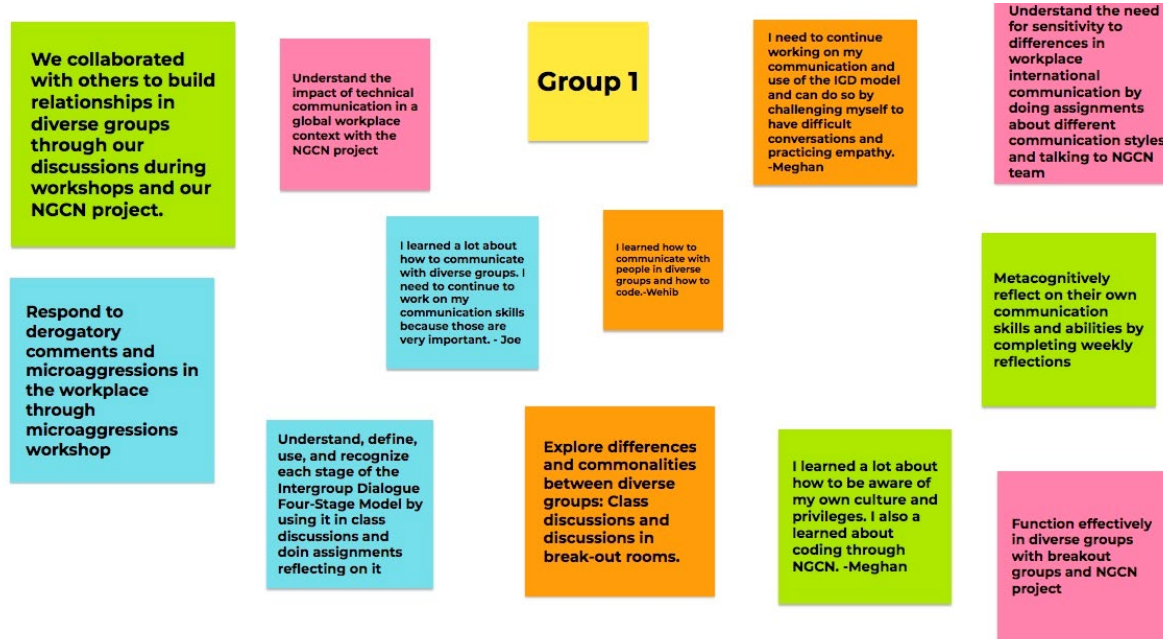 We collaborated
with others to build
relationships in
diverse groups
through our
discussions during
workshops and our
NGCN project.
Understand the
impact of technical
communication in a
global workplace
context with the
NGCN project
Group 1
I need to continue
working on my
communication and
use of the IGD model
and can do so by
challenging myself to
have difficult
conversations and
practicing empathy.
-Meghan
Understand the need
for sensitivity to
differences in
workplace
international
communication by
doing assignments
about different
communication styles
and talking to NGCN
team
I learned a lot about
how to communicate
with diverse groups. I
need to continue to
work on my
communication skills
because those are
very important. - Joe
I learned how to
communicate with
people in diverse
groups and how to
code.-Wehib
Respond to
derogatory
comments and
microaggressions in
the workplace
through
microaggressions
workshop
Metacognitively
reflect on their own
communication
skills and abilities by
completing weekly
reflections
Understand, define,
use, and recognize
each stage of the
Intergroup Dialogue
Four-Stage Model by
using it in class
discussions and
doin assignments
reflecting on it
Explore differences
and commonalities
between diverse
groups: Class
discussions and
discussions in
break-out rooms.
I learned a lot about
how to be aware of
my own culture and
privileges. I also a
learned about
coding through
NGCN. -Meghan
Function effectively
in diverse groups
with breakout
groups and NGCN
project